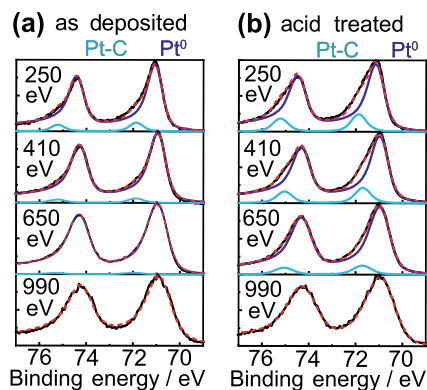 (a) as deposited
Pt-C Pt⁰
250 eV
410 eV
650 eV
990 eV
76 74 72 70
Binding energy / eV
(b) acid treated
Pt-C Pt⁰
250 eV
410 eV
650 eV
990 eV
76 74 72 70
Binding energy / eV